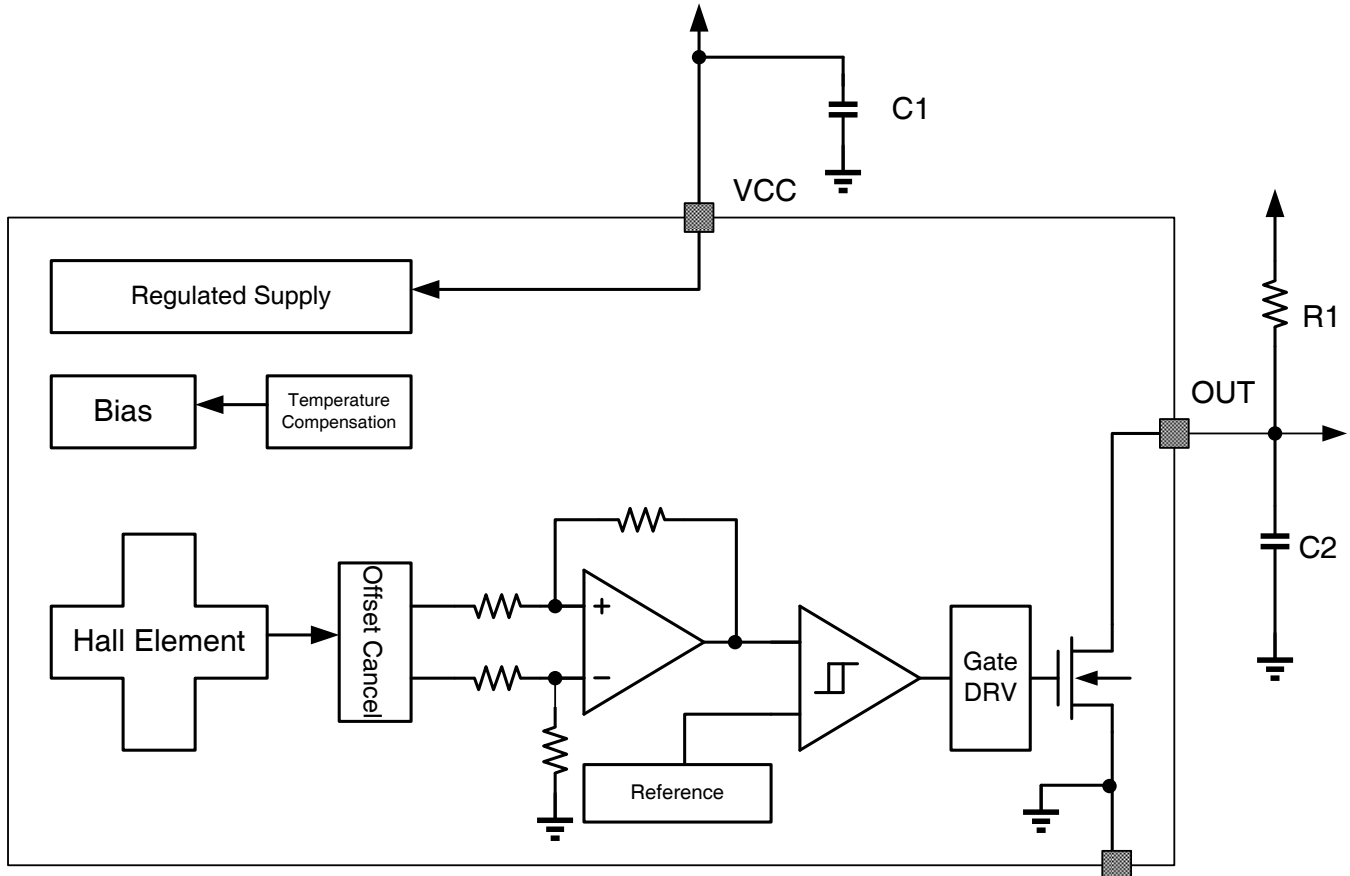 C1
VCC
Regulated Supply
R1
Bias
Temperature
Compensation
OUT
Hall Element
Offset Cancel
+
−
Gate
DRV
C2
Reference